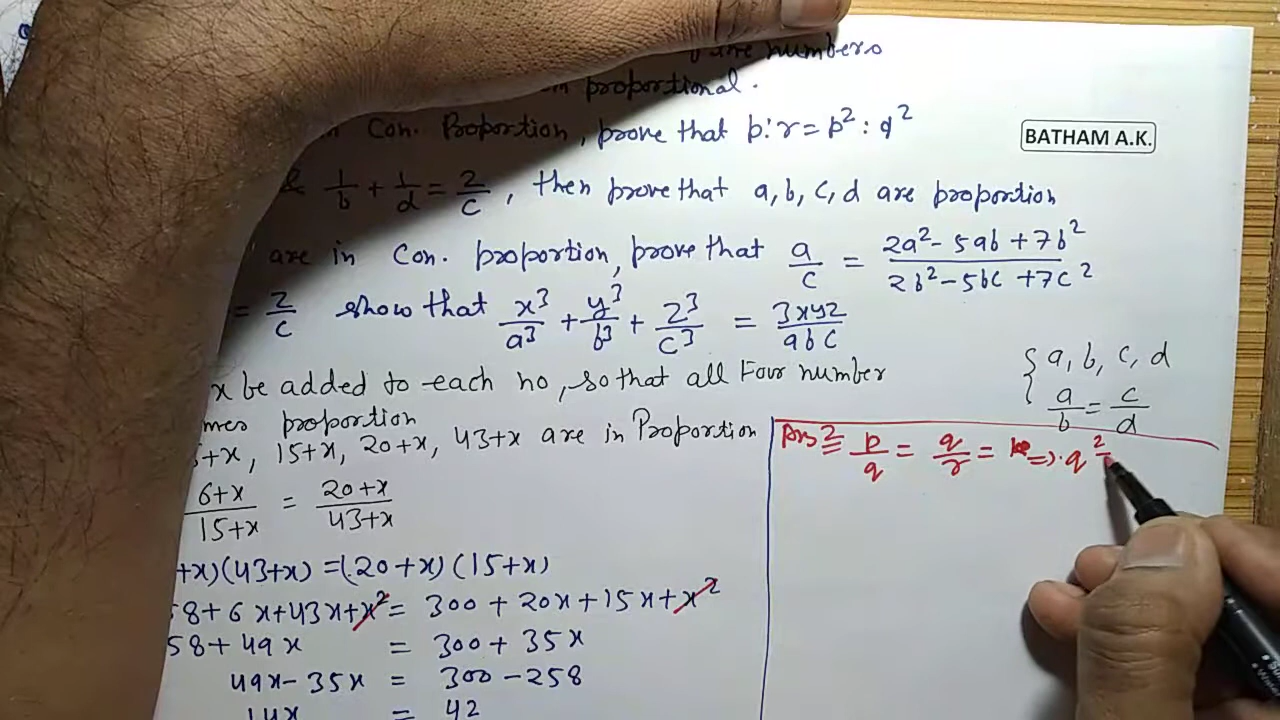 numbers
proportional.
Con. Proportion, prove that p:r=p²:q²
& 1/b + 1/d = 2/c, then prove that a, b, c, d are proportion
are in Con. proportion, prove that a/c = 2a²-5ab+7b²/2b²-5bc+7c²
= z/c show that x³/a³ + y³/b³ + z³/c³ = 3xyz/abc
x be added to each no, so that all Four number
proportion
+x, 15+x, 20+x, 43+x are in Proportion
6+x/15+x = 20+x/43+x
+x)(43+x) =(20+x)(15+x)
58+6x+43x+x² = 300+20x+15x+x²
58+49x = 300+35x
49x-35x = 300-258
14x = 42
BATHAM A.K.
{a, b, c, d
a/b = c/d
Ans 2 = p/q = q/r = k => q²